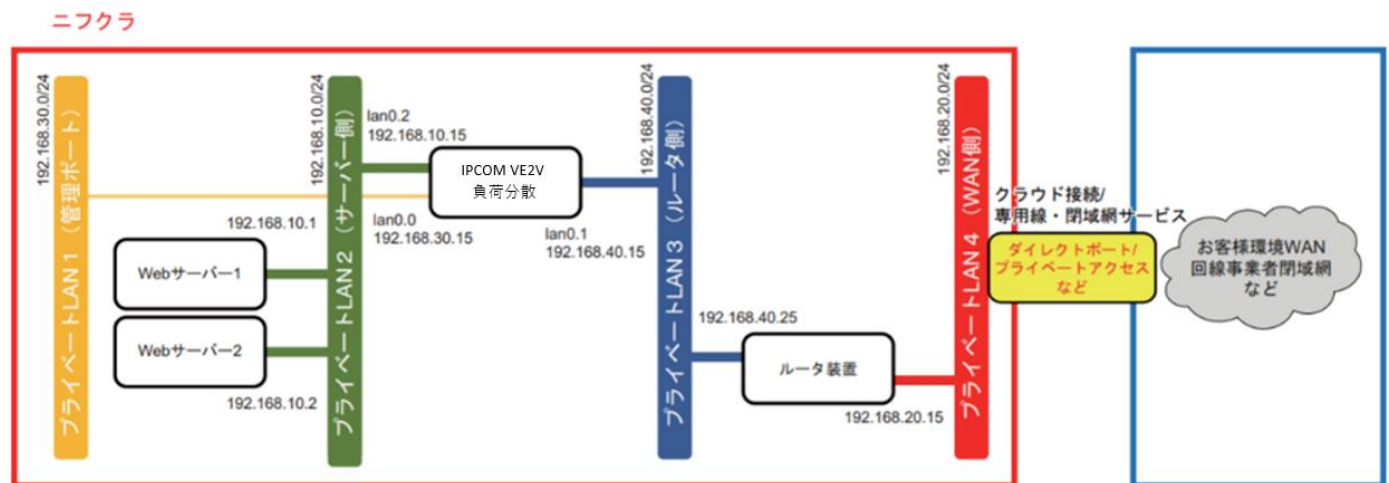 ニフクラ
192.168.30.0/24
プライベートLAN 1 (管理ポート)
192.168.10.0/24
プライベートLAN 2 (サーバー側)
lan0.2
192.168.10.15
IPCOM VE2V
負荷分散
lan0.0
192.168.30.15
lan0.1
192.168.40.15
192.168.10.1
Webサーバー1
Webサーバー2
192.168.10.2
192.168.40.0/24
プライベートLAN 3 (ルータ側)
192.168.40.25
ルータ装置
192.168.20.15
192.168.20.0/24
プライベートLAN 4 (WAN側)
クラウド接続/
専用線・閉域網サービス
ダイレクトポート/
プライベートアクセス
など
お客様環境WAN
回線事業者閉域網
など